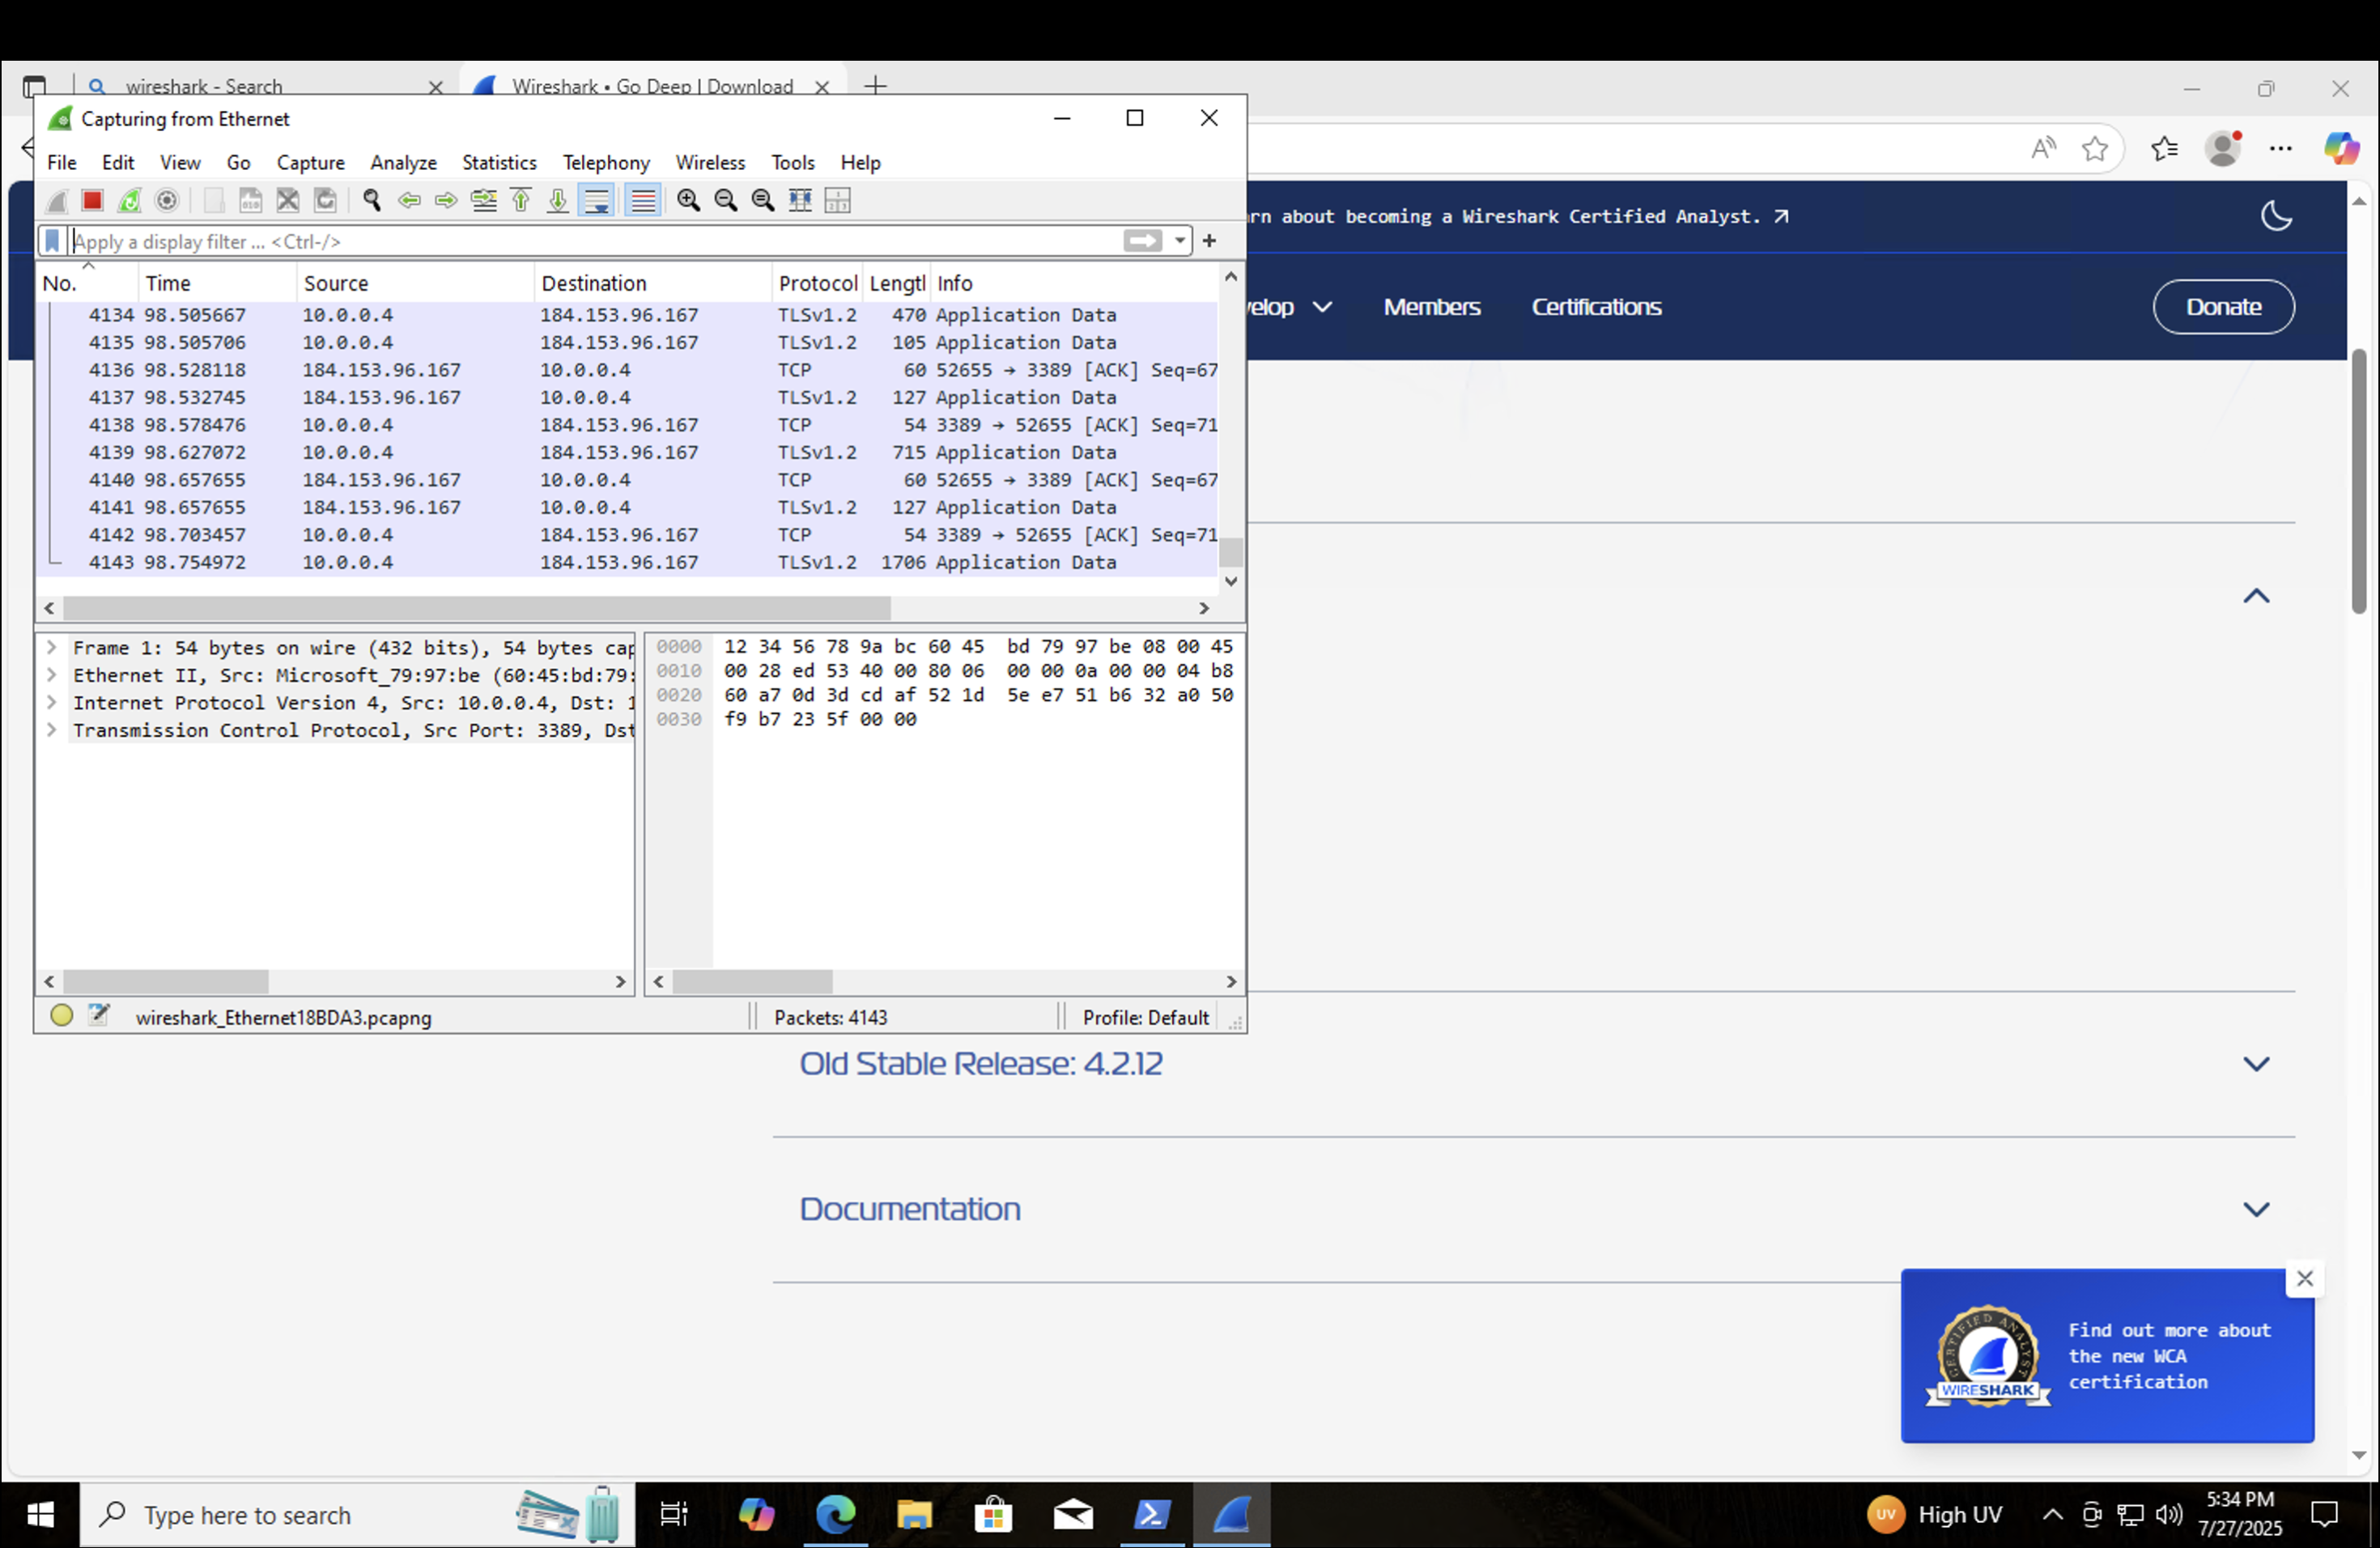 wireshark - Search
Wireshark • Go Deep | Download
Capturing from Ethernet
File Edit View Go Capture Analyze Statistics Telephony Wireless Tools Help
Apply a display filter ... <Ctrl-/>
rn about becoming a Wireshark Certified Analyst.
velop Members Certifications Donate
No. Time Source Destination Protocol Lengtl Info
4134 98.505667 10.0.0.4 184.153.96.167 TLSv1.2 470 Application Data
4135 98.505706 10.0.0.4 184.153.96.167 TLSv1.2 105 Application Data
4136 98.528118 184.153.96.167 10.0.0.4 TCP 60 52655 → 3389 [ACK] Seq=67
4137 98.532745 184.153.96.167 10.0.0.4 TLSv1.2 127 Application Data
4138 98.578476 10.0.0.4 184.153.96.167 TCP 54 3389 → 52655 [ACK] Seq=71
4139 98.627072 10.0.0.4 184.153.96.167 TLSv1.2 715 Application Data
4140 98.657655 184.153.96.167 10.0.0.4 TCP 60 52655 → 3389 [ACK] Seq=67
4141 98.657655 184.153.96.167 10.0.0.4 TLSv1.2 127 Application Data
4142 98.703457 10.0.0.4 184.153.96.167 TCP 54 3389 → 52655 [ACK] Seq=71
4143 98.754972 10.0.0.4 184.153.96.167 TLSv1.2 1706 Application Data
Frame 1: 54 bytes on wire (432 bits), 54 bytes cap
Ethernet II, Src: Microsoft_79:97:be (60:45:bd:79:
Internet Protocol Version 4, Src: 10.0.0.4, Dst: 1
Transmission Control Protocol, Src Port: 3389, Dst
0000 12 34 56 78 9a bc 60 45 bd 79 97 be 08 00 45
0010 00 28 ed 53 40 00 80 06 00 00 0a 00 00 04 b8
0020 60 a7 0d 3d cd af 52 1d 5e e7 51 b6 32 a0 50
0030 f9 b7 23 5f 00 00
wireshark_Ethernet18BDA3.pcapng
Packets: 4143
Profile: Default
Old Stable Release: 4.2.12
Documentation
CERTIFIED ANALYST
WIRESHARK
Find out more about
the new WCA
certification
Type here to search
UV
High UV
5:34 PM
7/27/2025